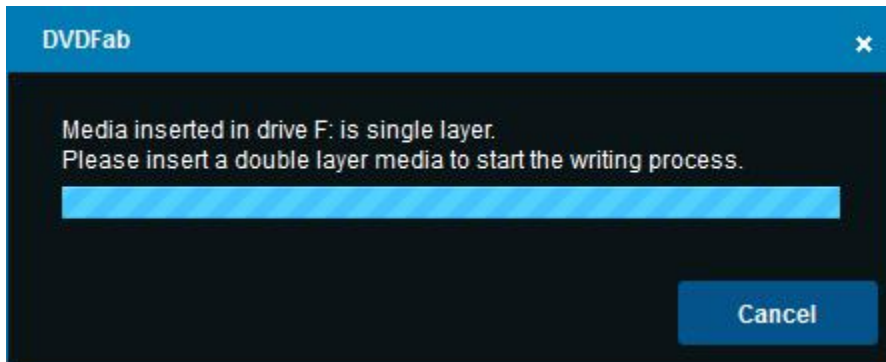 DVDFab
Media inserted in drive F: is single layer.
Please insert a double layer media to start the writing process.
Cancel